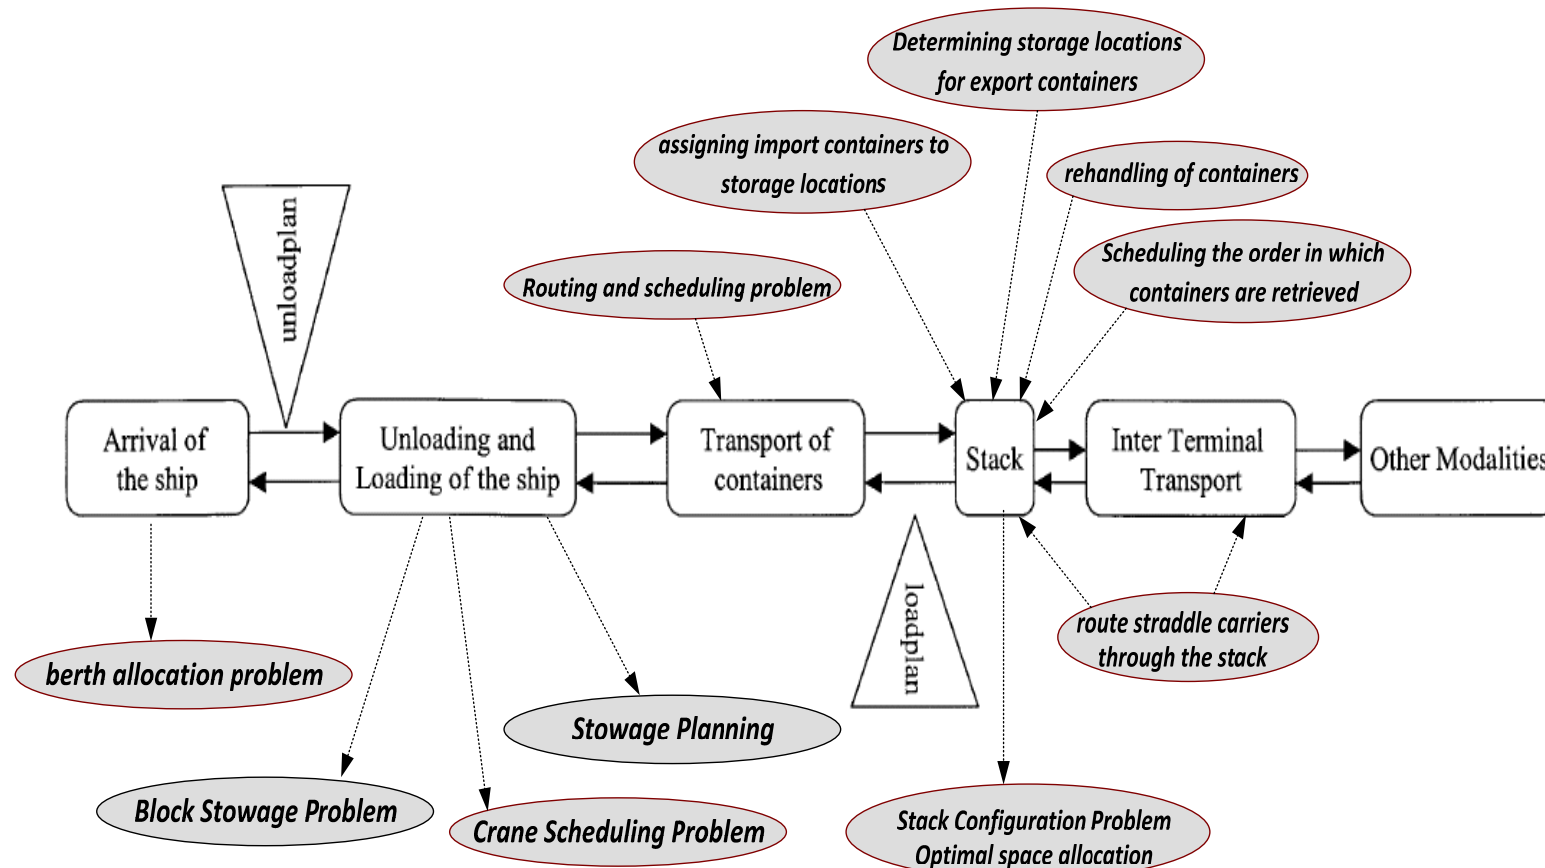 Determining storage locations
for export containers
assigning import containers to
storage locations
rehandling of containers
unloadplan
Scheduling the order in which
containers are retrieved
Routing and scheduling problem
Arrival of
the ship
Unloading and
Loading of the ship
Transport of
containers
Stack
Inter Terminal
Transport
Other Modalities
loadplan
route straddle carriers
through the stack
berth allocation problem
Stowage Planning
Block Stowage Problem
Crane Scheduling Problem
Stack Configuration Problem
Optimal space allocation